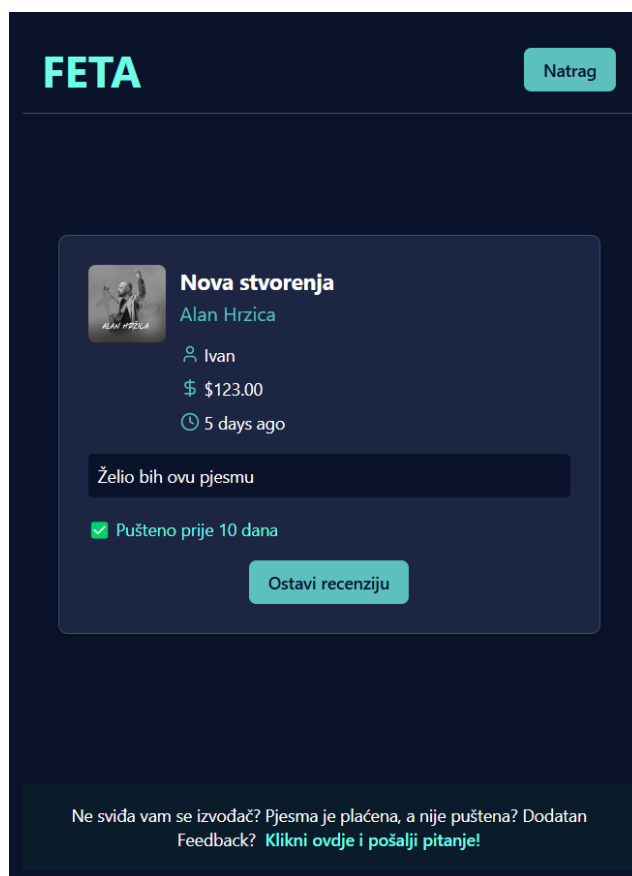 FETA
Natrag
ALAN HRŽICA
Nova stvorenja
Alan Hrzica
Ivan
$ $123.00
5 days ago
Želio bih ovu pjesmu
Pušteno prije 10 dana
Ostavi recenziju
Ne sviđa vam se izvođač? Pjesma je plaćena, a nije puštena? Dodatan
Feedback? Klikni ovdje i pošalji pitanje!